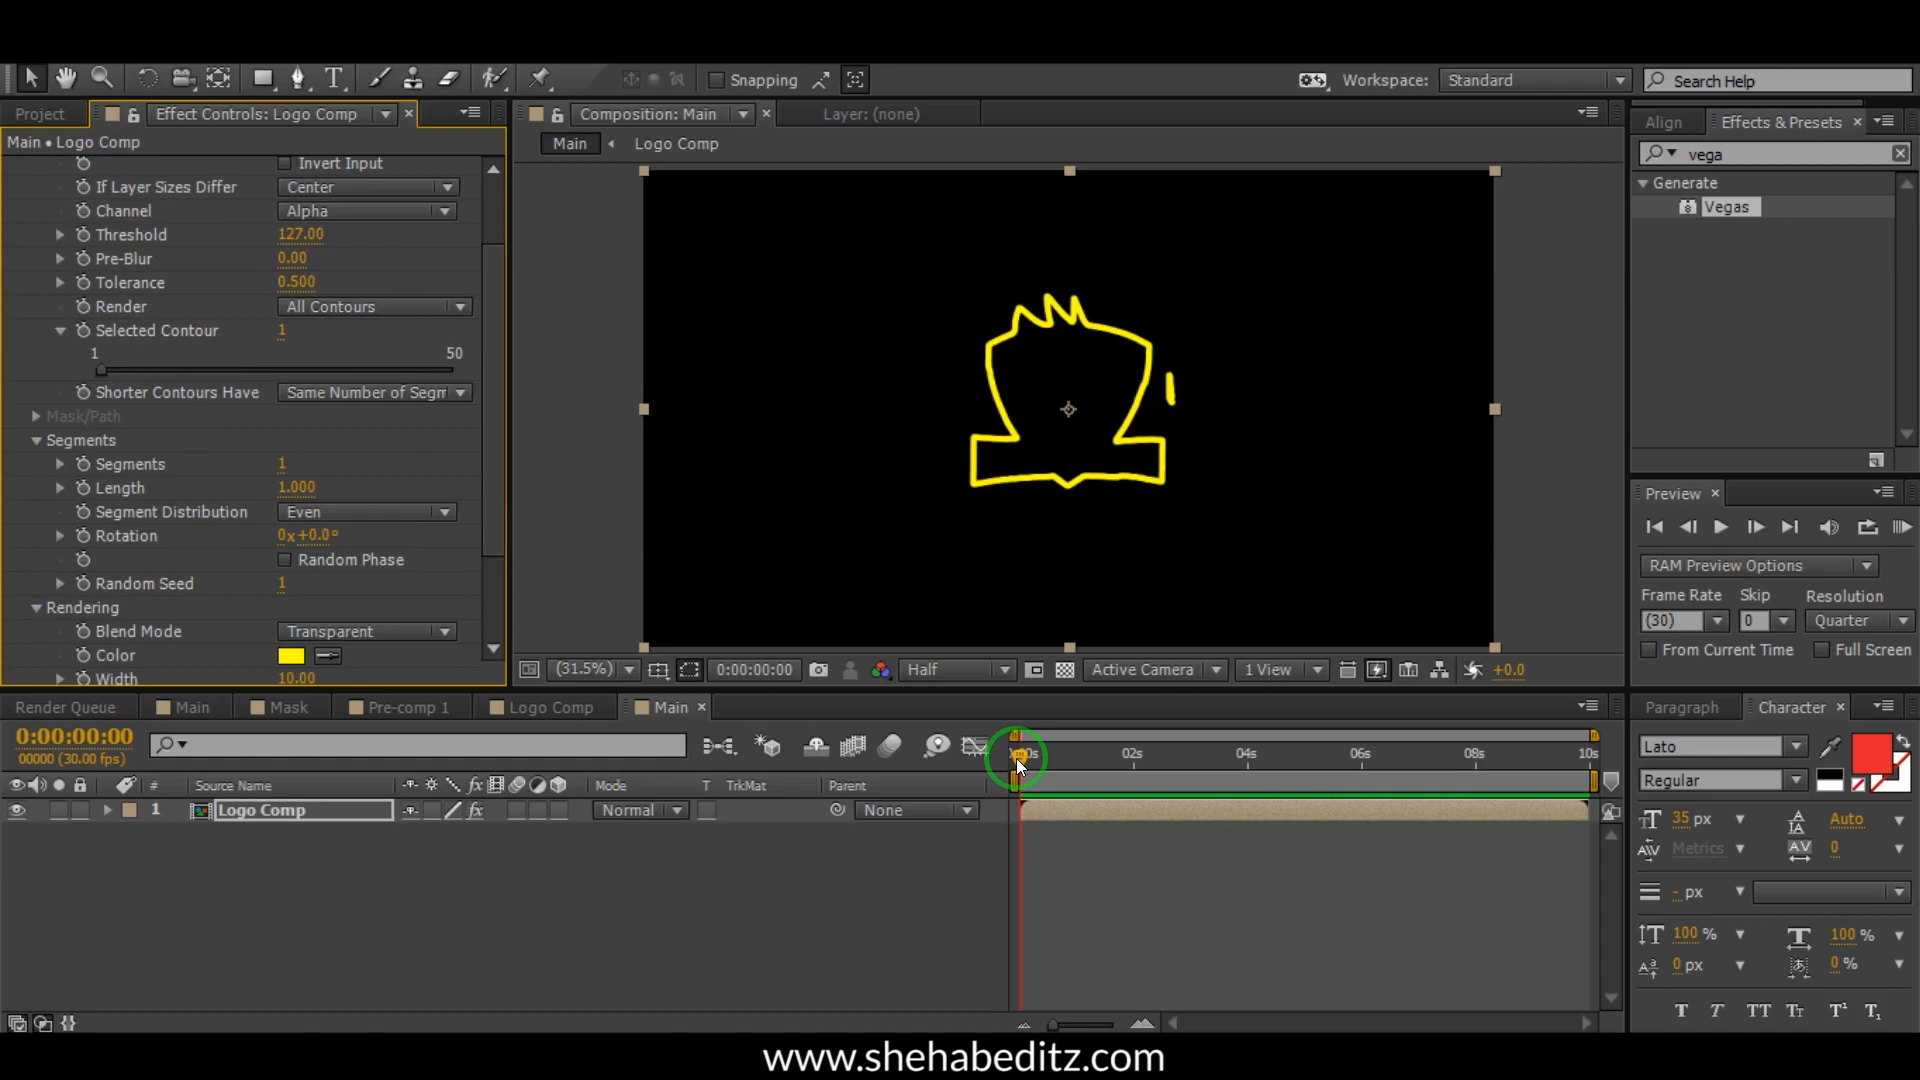 Snapping
Workspace: Standard
Search Help
Project
Effect Controls: Logo Comp
Composition: Main
Layer: (none)
Align
Effects & Presets
Main • Logo Comp
Main
Logo Comp
vega
Generate
Vegas
Invert Input
If Layer Sizes Differ Center
Channel Alpha
Threshold 127.00
Pre-Blur 0.00
Tolerance 0.500
Render All Contours
Selected Contour 1
1 50
Shorter Contours Have Same Number of Segm
Mask/Path
Segments
Segments 1
Length 1.000
Segment Distribution Even
Rotation 0x+0.0°
Random Phase
Random Seed 1
Rendering
Blend Mode Transparent
Color
Width 10.00
(31.5%) 0:00:00:00 Half Active Camera 1 View +0.0
Preview
RAM Preview Options
Frame Rate Skip Resolution
(30) 0 Quarter
From Current Time Full Screen
Render Queue Main Mask Pre-comp 1 Logo Comp Main
0:00:00:00
00000 (30.00 fps)
02s 04s 06s 08s 10s
# Source Name Mode T TrkMat Parent
1 Logo Comp Normal None
Paragraph Character
Lato
Regular
35 px Auto
Metrics 0
- px
100 % 100 %
0 px 0 %
T T TT Tt T¹ T₁
www.shehabeditz.com